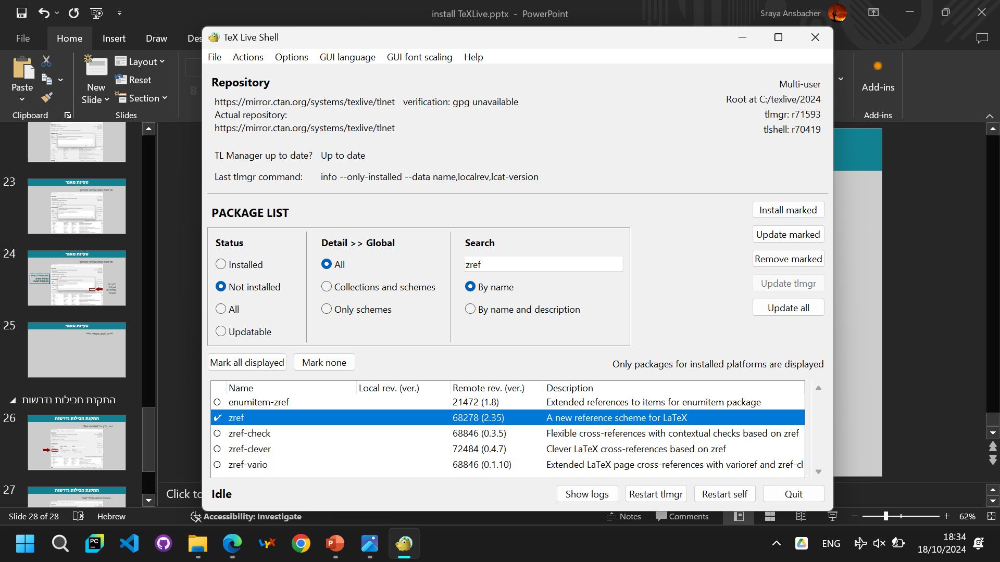 install TeXLive.pptx - PowerPoint
Sraya Ansbacher
File
Home
Insert
Draw
Des
Paste
Clipboard
New
Slide
Layout
Reset
Section
Slides
Add-ins
Add-ins
TeX Live Shell
File Actions Options GUI language GUI font scaling Help
Repository
https://mirror.ctan.org/systems/texlive/tlnet verification: gpg unavailable
Actual repository:
https://mirror.ctan.org/systems/texlive/tlnet
Multi-user
Root at C:/texlive/2024
tlmgr: r71593
tlshell: r70419
TL Manager up to date? Up to date
Last tlmgr command: info --only-installed --data name,localrev,lcat-version
PACKAGE LIST
Status
Installed
Not installed
All
Updatable
Detail >> Global
All
Collections and schemes
Only schemes
Search
zref
By name
By name and description
Install marked
Update marked
Remove marked
Update tlmgr
Update all
Mark all displayed
Mark none
Only packages for installed platforms are displayed
Name Local rev. (ver.) Remote rev. (ver.) Description
enumitem-zref 21472 (1.8) Extended references to items for enumitem package
zref 68278 (2.35) A new reference scheme for LaTeX
zref-check 68846 (0.3.5) Flexible cross-references with contextual checks based on zref
zref-clever 72484 (0.4.7) Clever LaTeX cross-references based on zref
zref-vario 68846 (0.1.10) Extended LaTeX page cross-references with varioref and zref-cl
Idle
Show logs
Restart tlmgr
Restart self
Quit
23
טעינת מאגר
24
טעינת מאגר
25
טעינת מאגר
התקנת חבילות נדרשות
26
התקנת חבילות נדרשות
27
התקנת חבילות נדרשות
Click to
Slide 28 of 28
Hebrew
Accessibility: Investigate
Notes
Comments
62%
ENG
18:34
18/10/2024